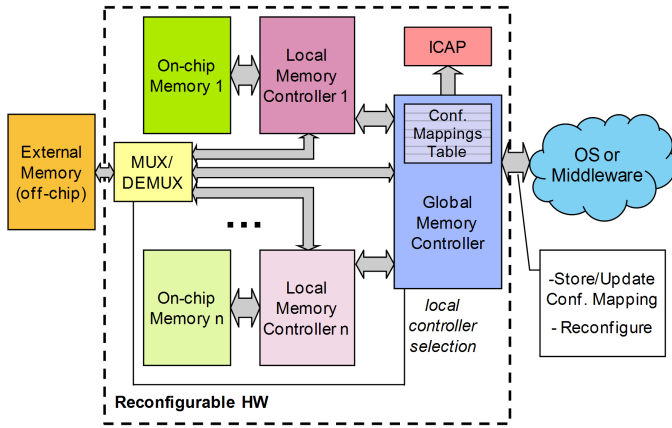 On-chip
Memory 1
Local
Memory
Controller 1
ICAP
Conf.
Mappings
Table
External
Memory
(off-chip)
MUX/
DEMUX
OS or
Middleware
Global
Memory
Controller
...
On-chip
Memory n
Local
Memory
Controller n
-Store/Update
Conf. Mapping
- Reconfigure
local
controller
selection
Reconfigurable HW